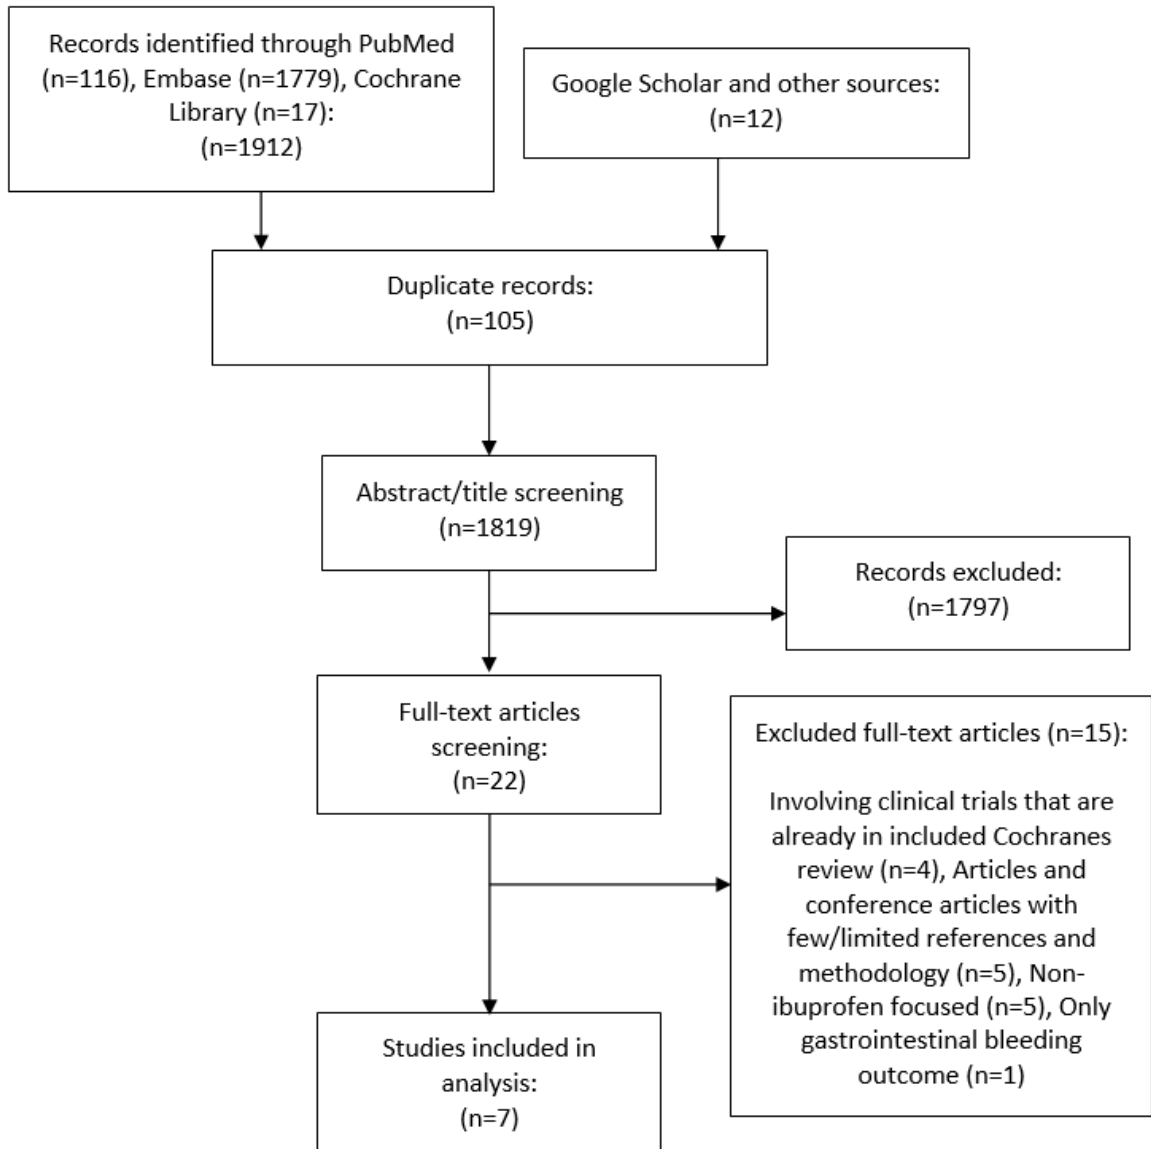 Records identified through PubMed
(n=116), Embase (n=1779), Cochrane
Library (n=17):
(n=1912)
Google Scholar and other sources:
(n=12)
Duplicate records:
(n=105)
Abstract/title screening
(n=1819)
Records excluded:
(n=1797)
Full-text articles
screening:
(n=22)
Excluded full-text articles (n=15):
Involving clinical trials that are
already in included Cochranes
review (n=4), Articles and
conference articles with
few/limited references and
methodology (n=5), Non-
ibuprofen focused (n=5), Only
gastrointestinal bleeding
outcome (n=1)
Studies included in
analysis:
(n=7)